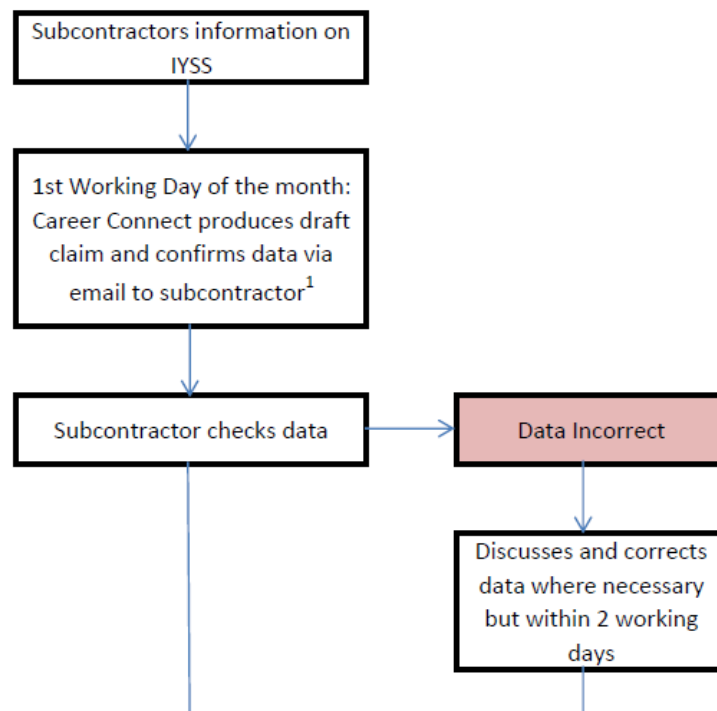 Subcontractors information on
IYSS
1st Working Day of the month:
Career Connect produces draft
claim and confirms data via
email to subcontractor¹
Subcontractor checks data
Data Incorrect
Discusses and corrects
data where necessary
but within 2 working
days